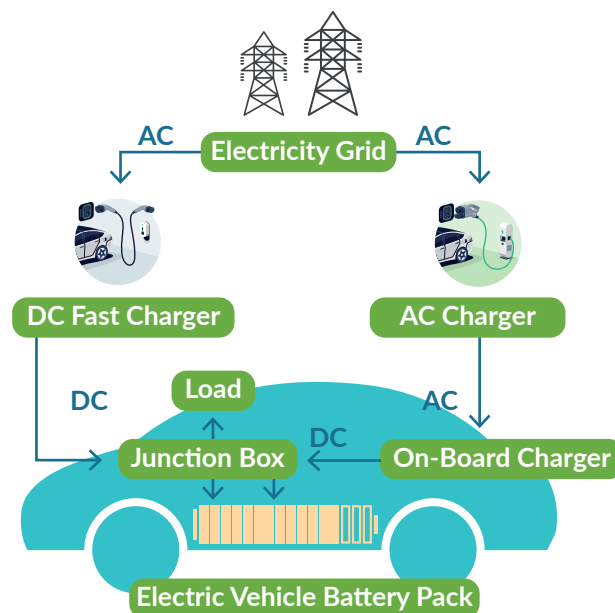 AC
AC
Electricity Grid
DC Fast Charger
AC Charger
DC
Load
AC
DC
Junction Box
On-Board Charger
Electric Vehicle Battery Pack